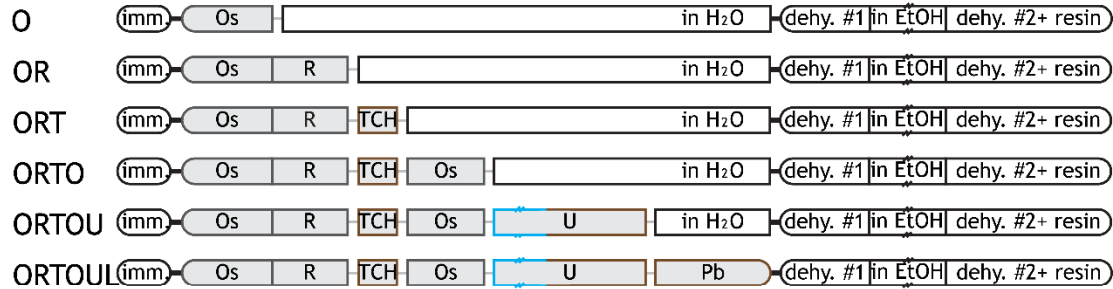 O imm. Os in H₂O dehy. #1 in EtOH dehy. #2+ resin
OR imm. Os R in H₂O dehy. #1 in EtOH dehy. #2+ resin
ORT imm. Os R TCH in H₂O dehy. #1 in EtOH dehy. #2+ resin
ORTO imm. Os R TCH Os in H₂O dehy. #1 in EtOH dehy. #2+ resin
ORTOU imm. Os R TCH Os U in H₂O dehy. #1 in EtOH dehy. #2+ resin
ORTOUL imm. Os R TCH Os U Pb dehy. #1 in EtOH dehy. #2+ resin